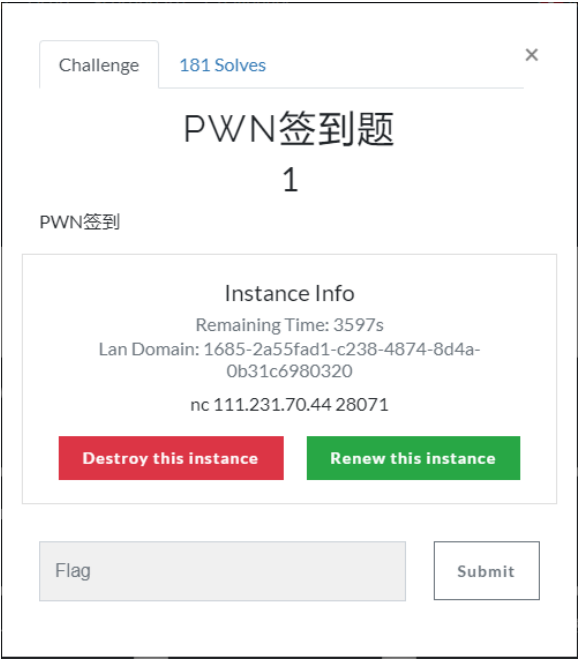 Challenge
181 Solves
×
PWN签到题
1
PWN签到
Instance Info
Remaining Time: 3597s
Lan Domain: 1685-2a55fad1-c238-4874-8d4a-
0b31c6980320
nc 111.231.70.44 28071
Destroy this instance
Renew this instance
Flag
Submit